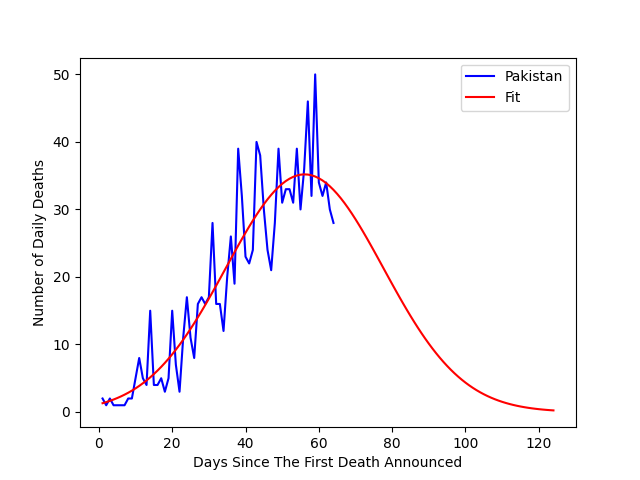 Pakistan
Fit
50
40
30
20
10
0
Number of Daily Deaths
0 20 40 60 80 100 120
Days Since The First Death Announced